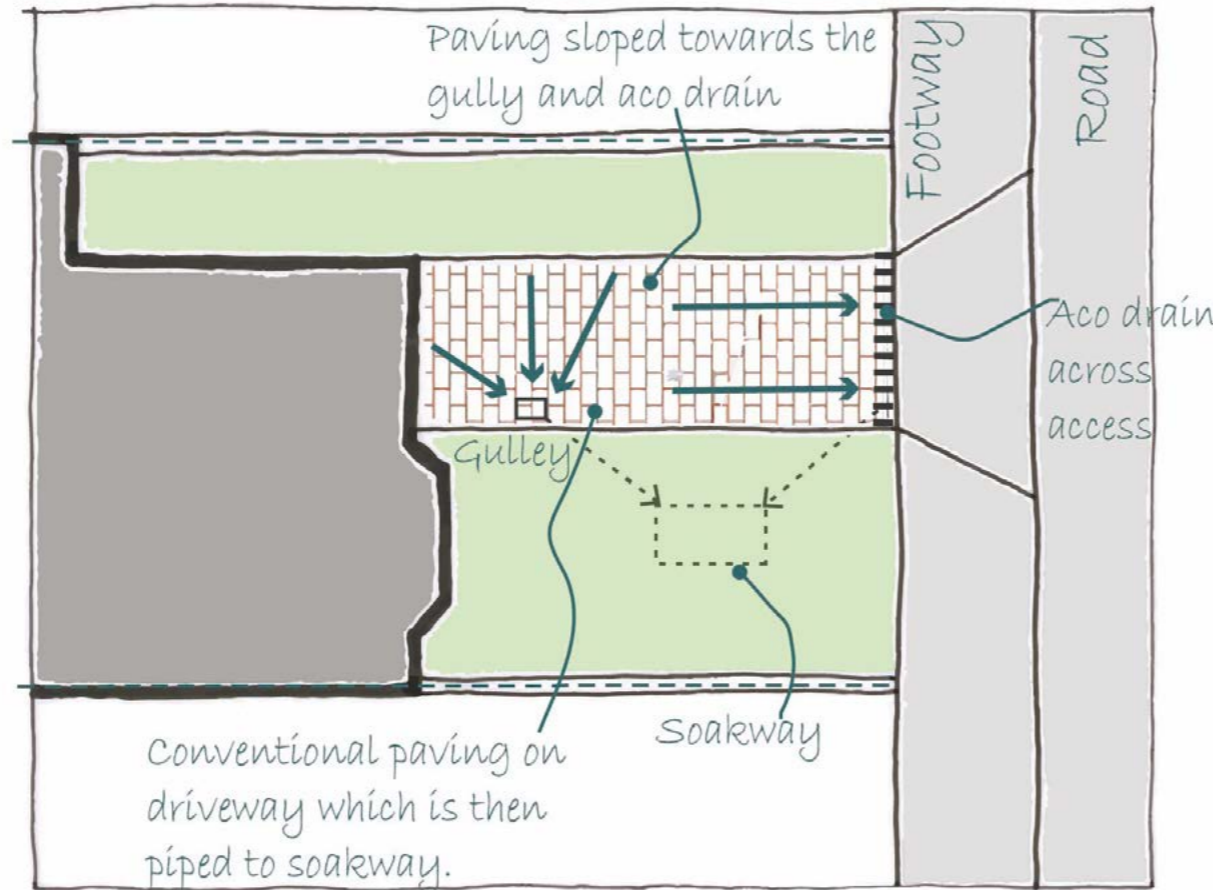 Paving sloped towards the
gully and aco drain
Footway
Road
Aco drain
across
access
Gulley
Soakway
Conventional paving on
driveway which is then
piped to soakway.